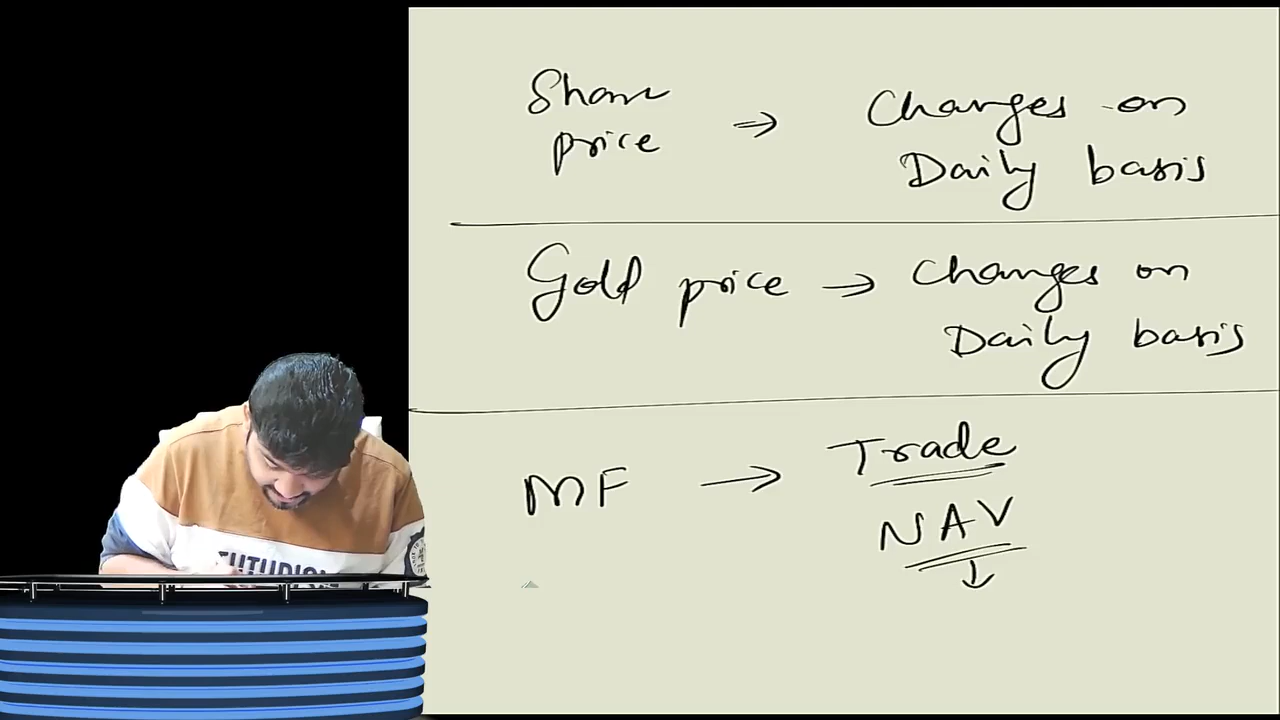 Share
price ⇒ Changes on
Daily basis
Gold price → Changes on
Daily basis
MF → Trade
NAV
↓